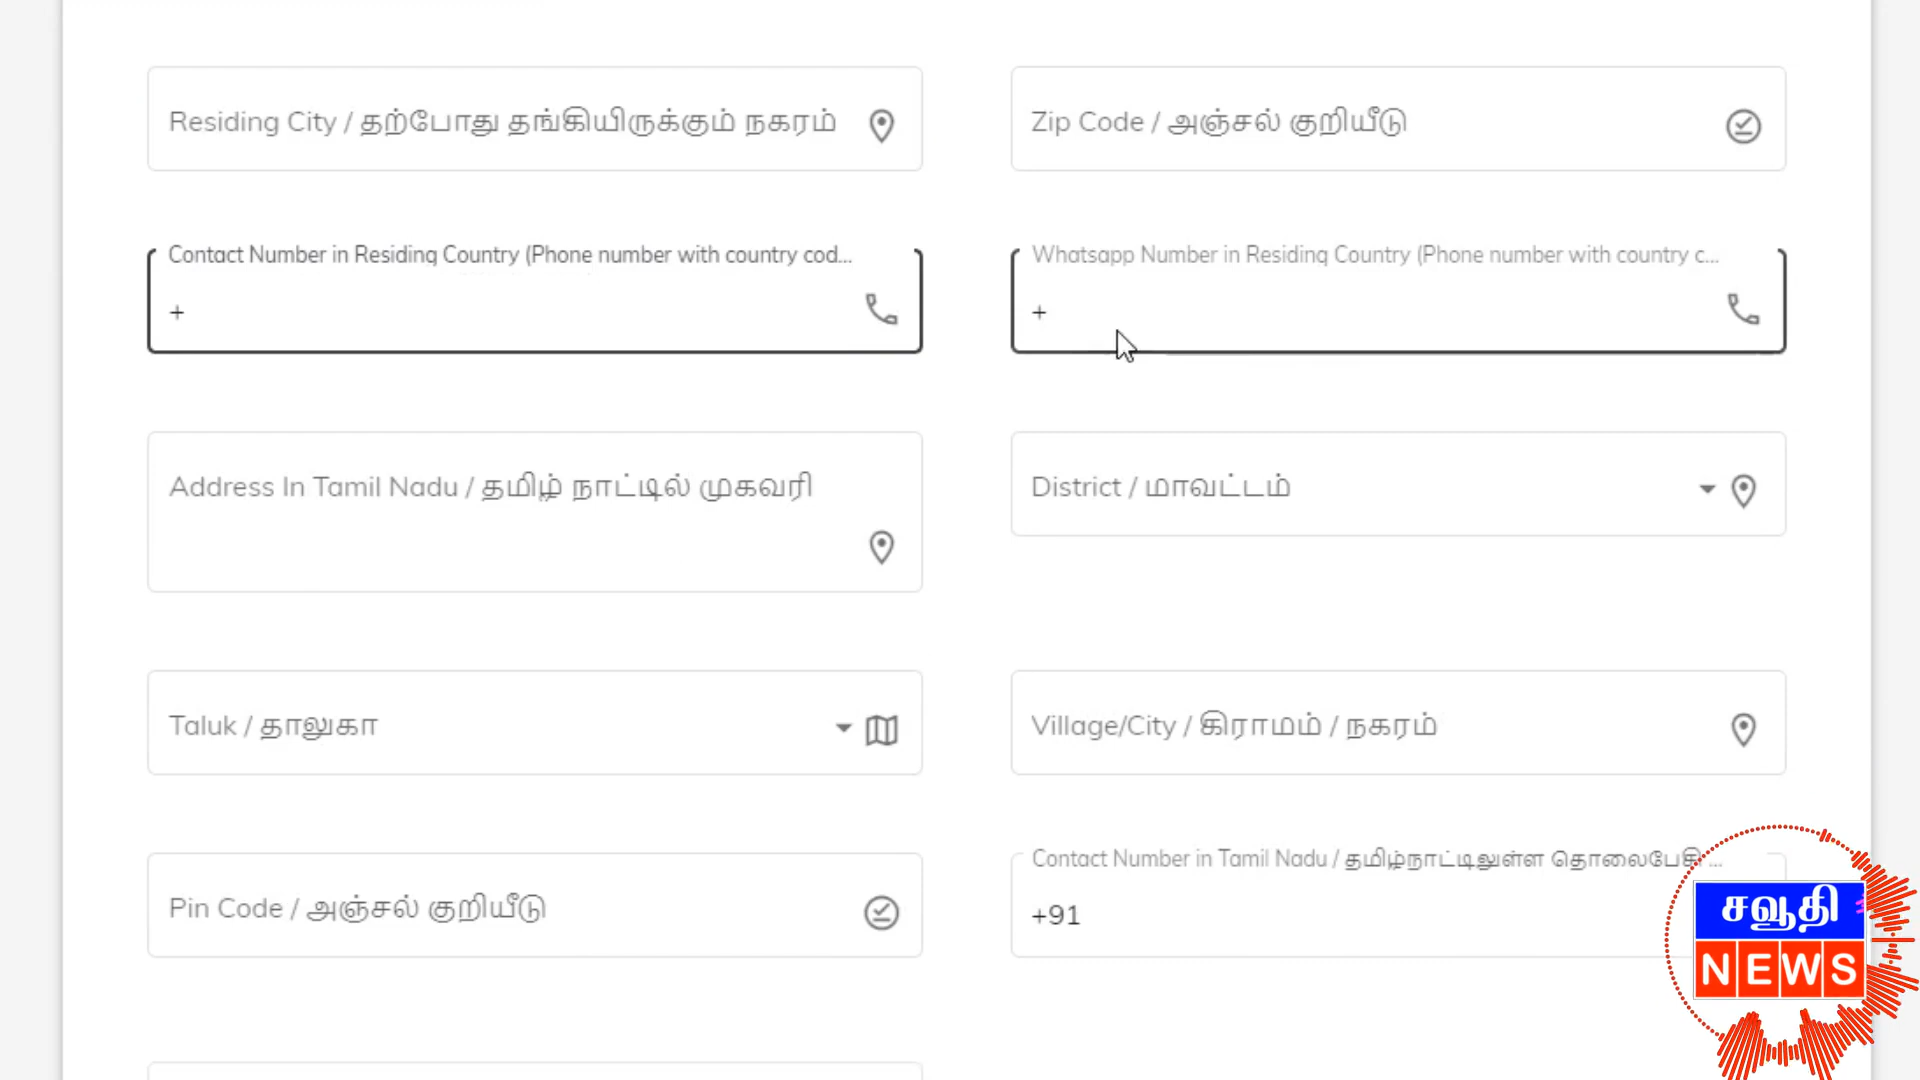 Residing City / தற்போது தங்கியிருக்கும் நகரம்
Zip Code / அஞ்சல் குறியீடு
Contact Number in Residing Country (Phone number with country cod...
+
Whatsapp Number in Residing Country (Phone number with country c...
+
Address In Tamil Nadu / தமிழ் நாட்டில் முகவரி
District / மாவட்டம்
Taluk / தாலுகா
Village/City / கிராமம் / நகரம்
Pin Code / அஞ்சல் குறியீடு
Contact Number in Tamil Nadu / தமிழ்நாட்டிலுள்ள தொலைபேசி ...
+91
சவூதி
NEWS